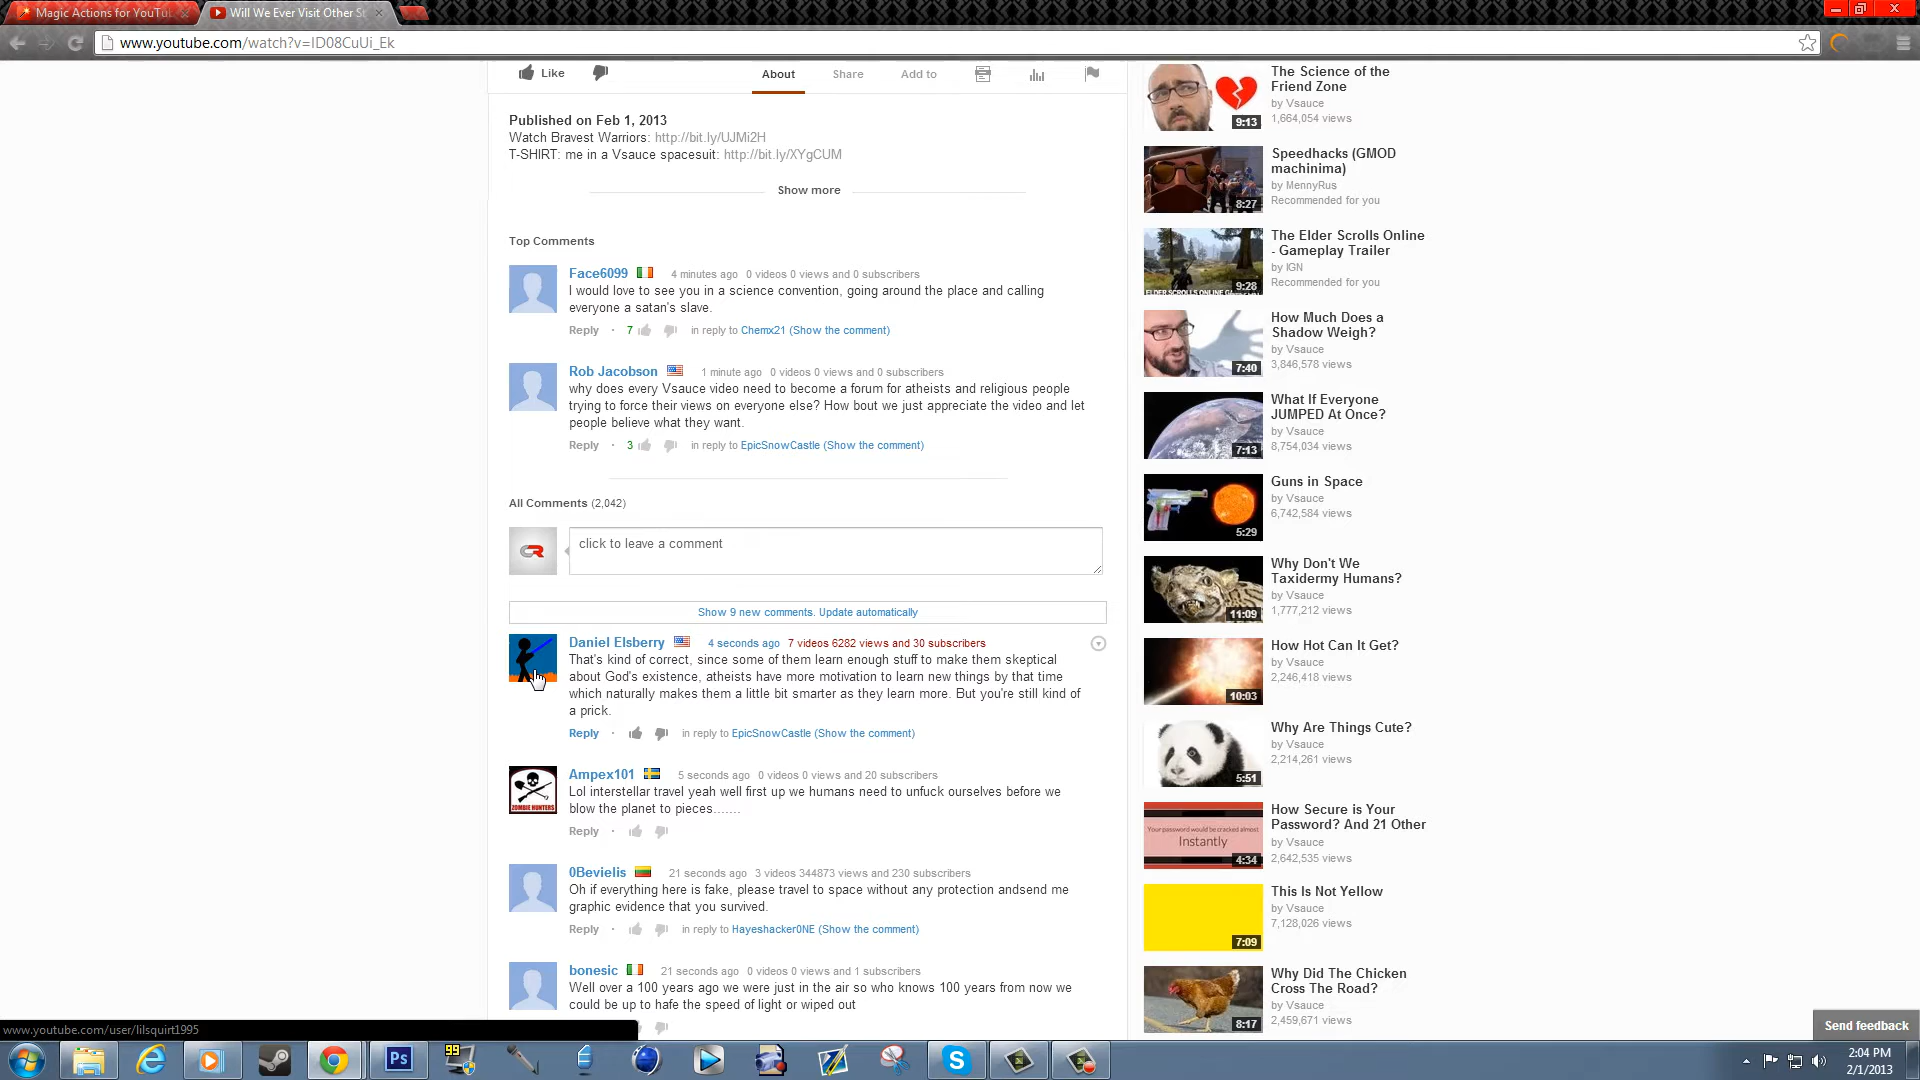 Magic Actions for YouTu
Will We Ever Visit Other S
www.youtube.com/watch?v=ID08CuUi_Ek
Like
About
Share
Add to
Published on Feb 1, 2013
Watch Bravest Warriors: http://bit.ly/UJMi2H
T-SHIRT: me in a Vsauce spacesuit: http://bit.ly/XYgCUM
Show more
Top Comments
Face6099 4 minutes ago 0 videos 0 views and 0 subscribers
I would love to see you in a science convention, going around the place and calling
everyone a satan's slave.
Reply · 7 in reply to Chemx21 (Show the comment)
Rob Jacobson 1 minute ago 0 videos 0 views and 0 subscribers
why does every Vsauce video need to become a forum for atheists and religious people
trying to force their views on everyone else? How bout we just appreciate the video and let
people believe what they want.
Reply · 3 in reply to EpicSnowCastle (Show the comment)
All Comments (2,042)
CR
click to leave a comment
Show 9 new comments. Update automatically
Daniel Elsberry 4 seconds ago 7 videos 6282 views and 30 subscribers
That's kind of correct, since some of them learn enough stuff to make them skeptical
about God's existence, atheists have more motivation to learn new things by that time
which naturally makes them a little bit smarter as they learn more. But you're still kind of
a prick.
Reply · in reply to EpicSnowCastle (Show the comment)
ZOMBIE HUNTERS
Ampex101 5 seconds ago 0 videos 0 views and 20 subscribers
Lol interstellar travel yeah well first up we humans need to unfuck ourselves before we
blow the planet to pieces.......
Reply ·
0Bevielis 21 seconds ago 3 videos 344873 views and 230 subscribers
Oh if everything here is fake, please travel to space without any protection andsend me
graphic evidence that you survived.
Reply · in reply to Hayeshacker0NE (Show the comment)
bonesic 21 seconds ago 0 videos 0 views and 1 subscribers
Well over a 100 years ago we were just in the air so who knows 100 years from now we
could be up to hafe the speed of light or wiped out
www.youtube.com/user/lilsquirt1995
9:13
The Science of the
Friend Zone
by Vsauce
1,664,054 views
8:27
Speedhacks (GMOD
machinima)
by MennyRus
Recommended for you
ELDER SCROLLS ONLINE G
9:28
The Elder Scrolls Online
- Gameplay Trailer
by IGN
Recommended for you
7:40
How Much Does a
Shadow Weigh?
by Vsauce
3,846,578 views
7:13
What If Everyone
JUMPED At Once?
by Vsauce
8,754,034 views
5:29
Guns in Space
by Vsauce
6,742,584 views
11:09
Why Don't We
Taxidermy Humans?
by Vsauce
1,777,212 views
10:03
How Hot Can It Get?
by Vsauce
2,246,418 views
5:51
Why Are Things Cute?
by Vsauce
2,214,261 views
Your password would be cracked almost
Instantly
4:34
How Secure is Your
Password? And 21 Other
by Vsauce
2,642,535 views
7:09
This Is Not Yellow
by Vsauce
7,128,026 views
8:17
Why Did The Chicken
Cross The Road?
by Vsauce
2,459,671 views
Send feedback
Ps
99
S
2:04 PM
2/1/2013